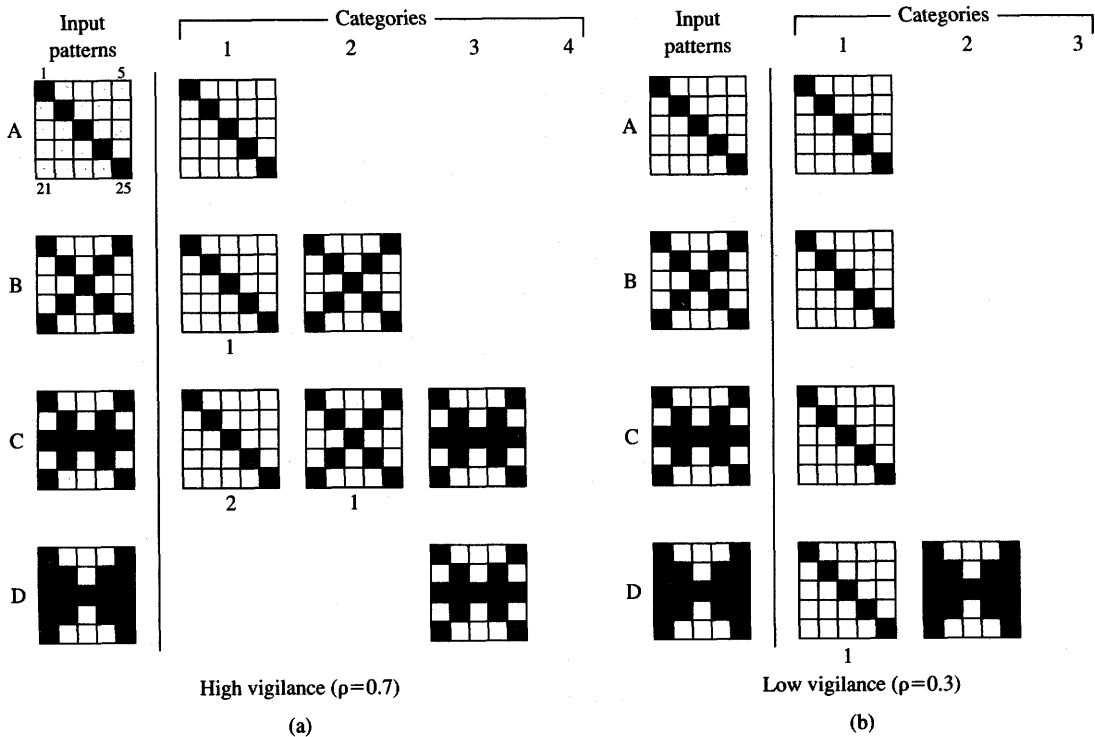 Input patterns
Categories
1 2 3 4
1 5
A
21 25
B
1
C
2 1
D
High vigilance (ρ=0.7)
(a)
Input patterns
Categories
1 2 3
A
B
C
D
1
Low vigilance (ρ=0.3)
(b)